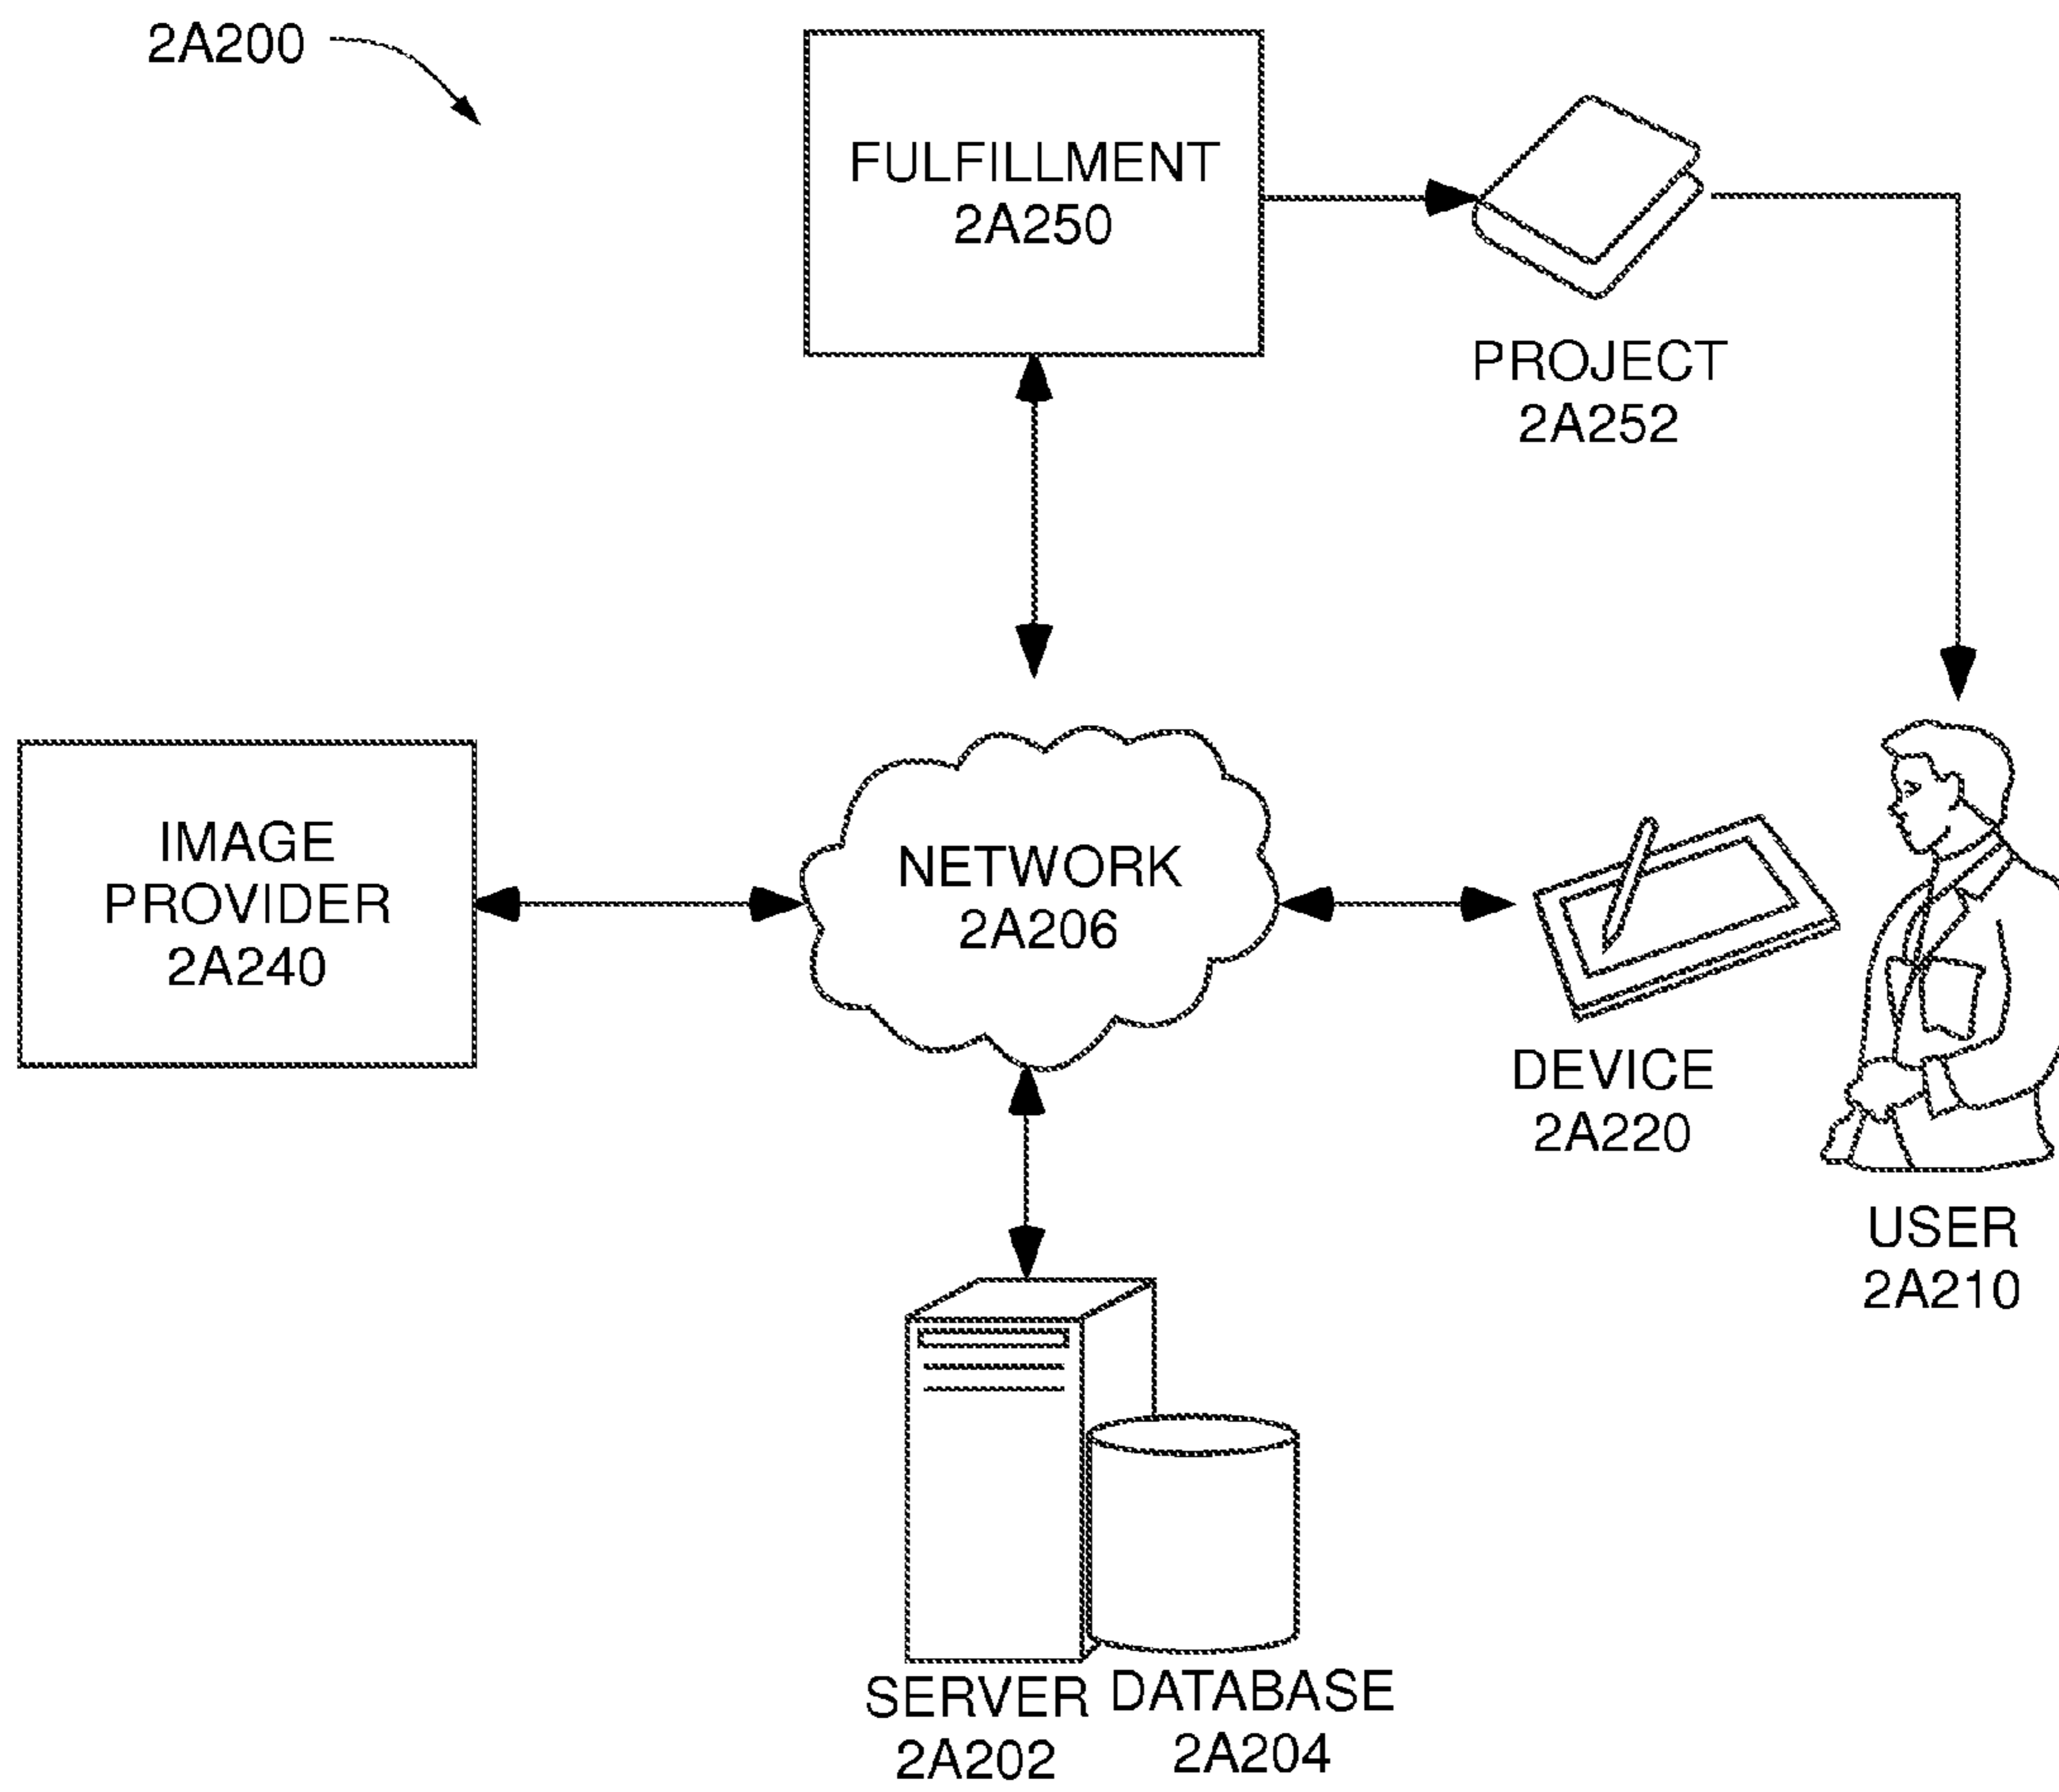 2A200
FULFILLMENT
2A250
PROJECT
2A252
IMAGE
PROVIDER
2A240
NETWORK
2A206
DEVICE
2A220
USER
2A210
SERVER
2A202
DATABASE
2A204